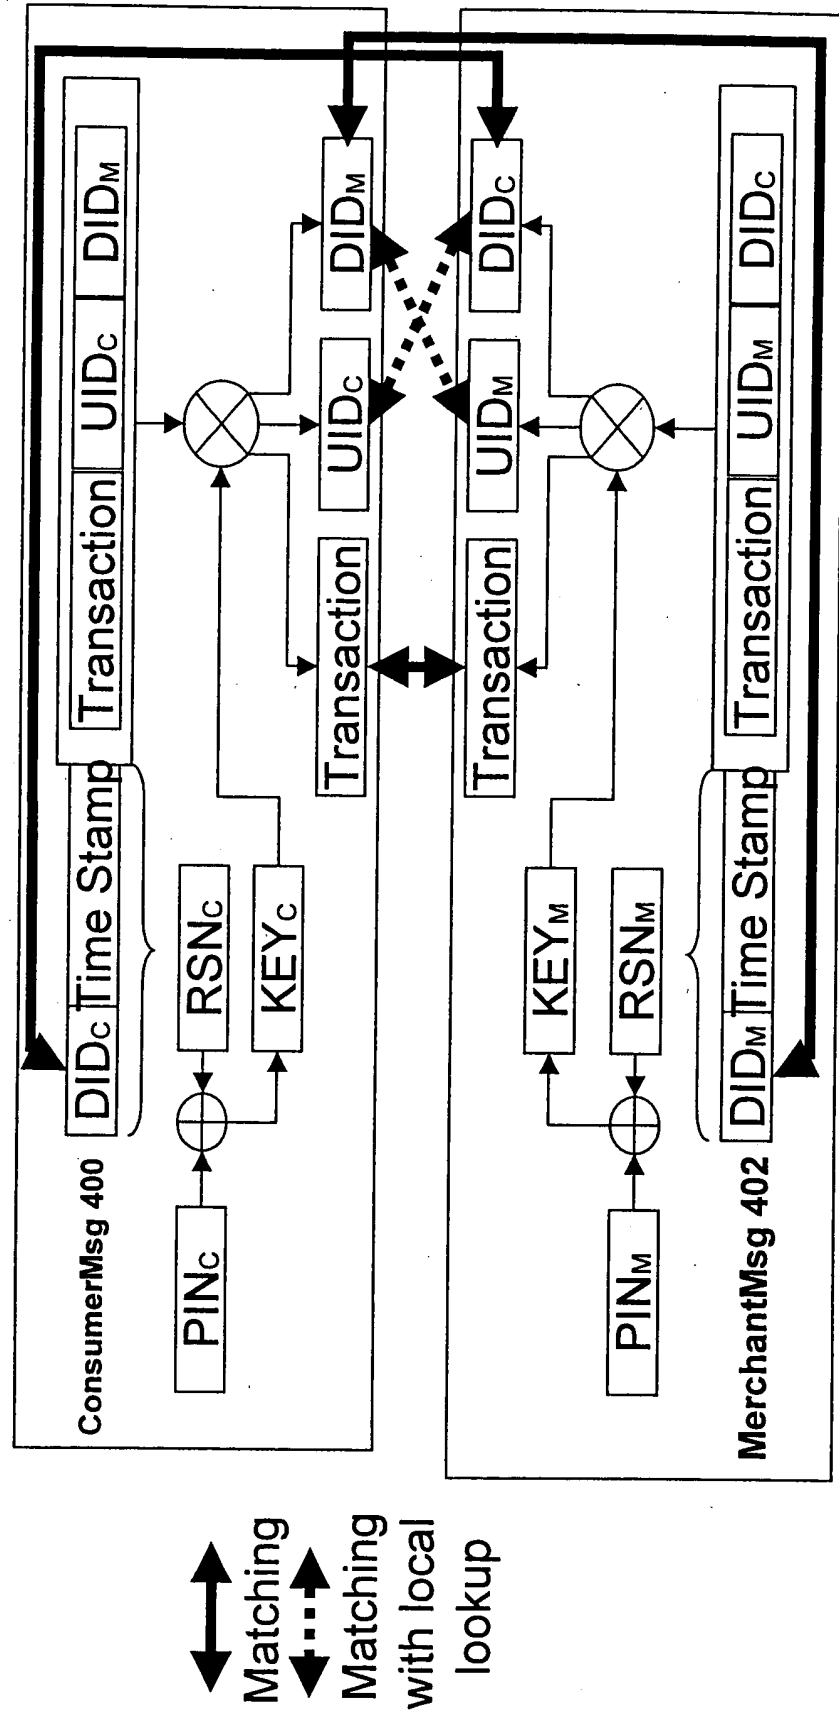 ConsumerMsg 400
DIDC Time Stamp Transaction UIDC DIDM
PINC
RSNC
KEYC
Transaction UIDC DIDM
Transaction UIDM DIDC
KEYM
RSNM
PINM
DIDM Time Stamp Transaction UIDM DIDC
MerchantMsg 402
Matching
Matching
with local
lookup